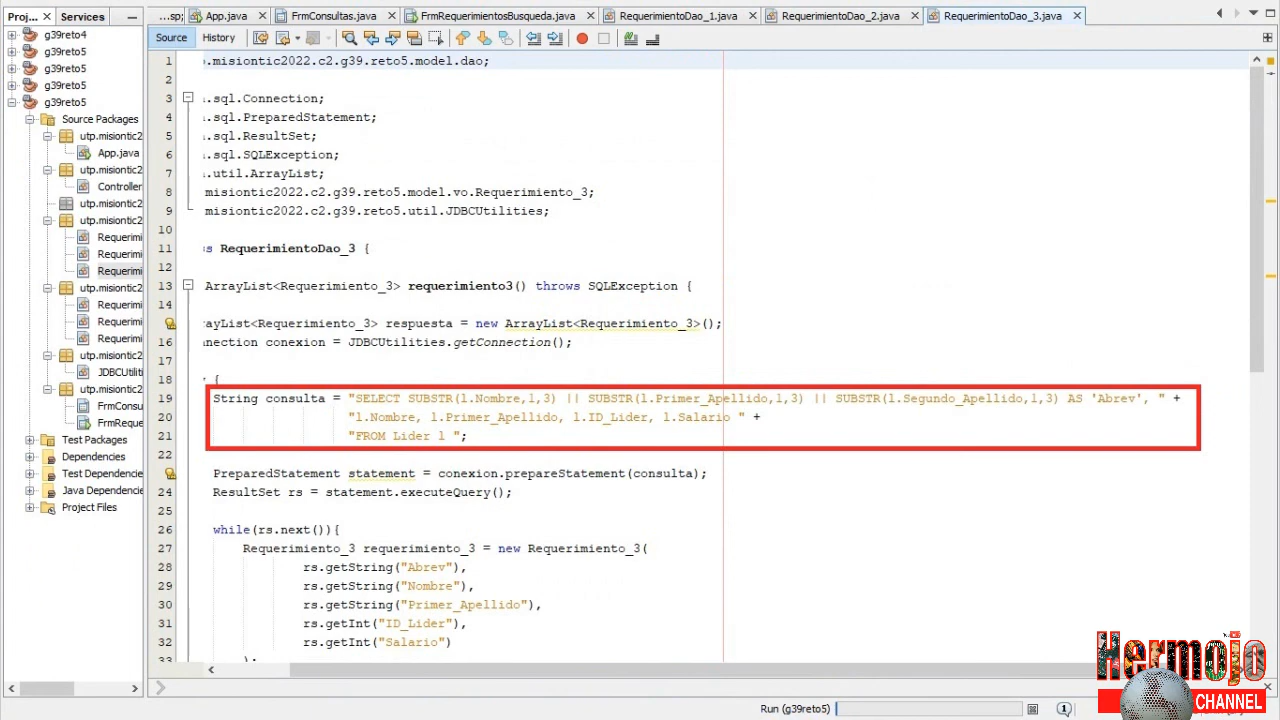 Proj... Services
...sp; App.java FrmConsultas.java FrmRequerimientosBusqueda.java RequerimientoDao_1.java RequerimientoDao_2.java RequerimientoDao_3.java
Source History
g39reto4
g39reto5
g39reto5
g39reto5
g39reto5
Source Packages
utp.misiontic2
App.java
utp.misiontic2
Controller
utp.misiontic2
utp.misiontic2
Requerimi
Requerimi
Requerimi
utp.misiontic2
Requerimi
Requerimi
Requerimi
utp.misiontic2
JDBCUtiliti
utp.misiontic2
FrmConsu
FrmReque
Test Packages
Dependencies
Test Dependencie
Java Dependencie
Project Files
1 .misiontic2022.c2.g39.reto5.model.dao;
2
3 .sql.Connection;
4 .sql.PreparedStatement;
5 .sql.ResultSet;
6 .sql.SQLException;
7 .util.ArrayList;
8 misiontic2022.c2.g39.reto5.model.vo.Requerimiento_3;
9 misiontic2022.c2.g39.reto5.util.JDBCUtilities;
10
11 s RequerimientoDao_3 {
12
13 ArrayList<Requerimiento_3> requerimiento3() throws SQLException {
14
rayList<Requerimiento_3> respuesta = new ArrayList<Requerimiento_3>();
16 nnection conexion = JDBCUtilities.getConnection();
17
18 {
19 String consulta = "SELECT SUBSTR(l.Nombre,1,3) || SUBSTR(l.Primer_Apellido,1,3) || SUBSTR(l.Segundo_Apellido,1,3) AS 'Abrev', " +
20 "l.Nombre, l.Primer_Apellido, l.ID_Lider, l.Salario " +
21 "FROM Lider l ";
22
PreparedStatement statement = conexion.prepareStatement(consulta);
24 ResultSet rs = statement.executeQuery();
25
26 while(rs.next()){
27 Requerimiento_3 requerimiento_3 = new Requerimiento_3(
28 rs.getString("Abrev"),
29 rs.getString("Nombre"),
30 rs.getString("Primer_Apellido"),
31 rs.getInt("ID_Lider"),
32 rs.getInt("Salario")
33 );
Hermojo
CHANNEL
Run (g39reto5)